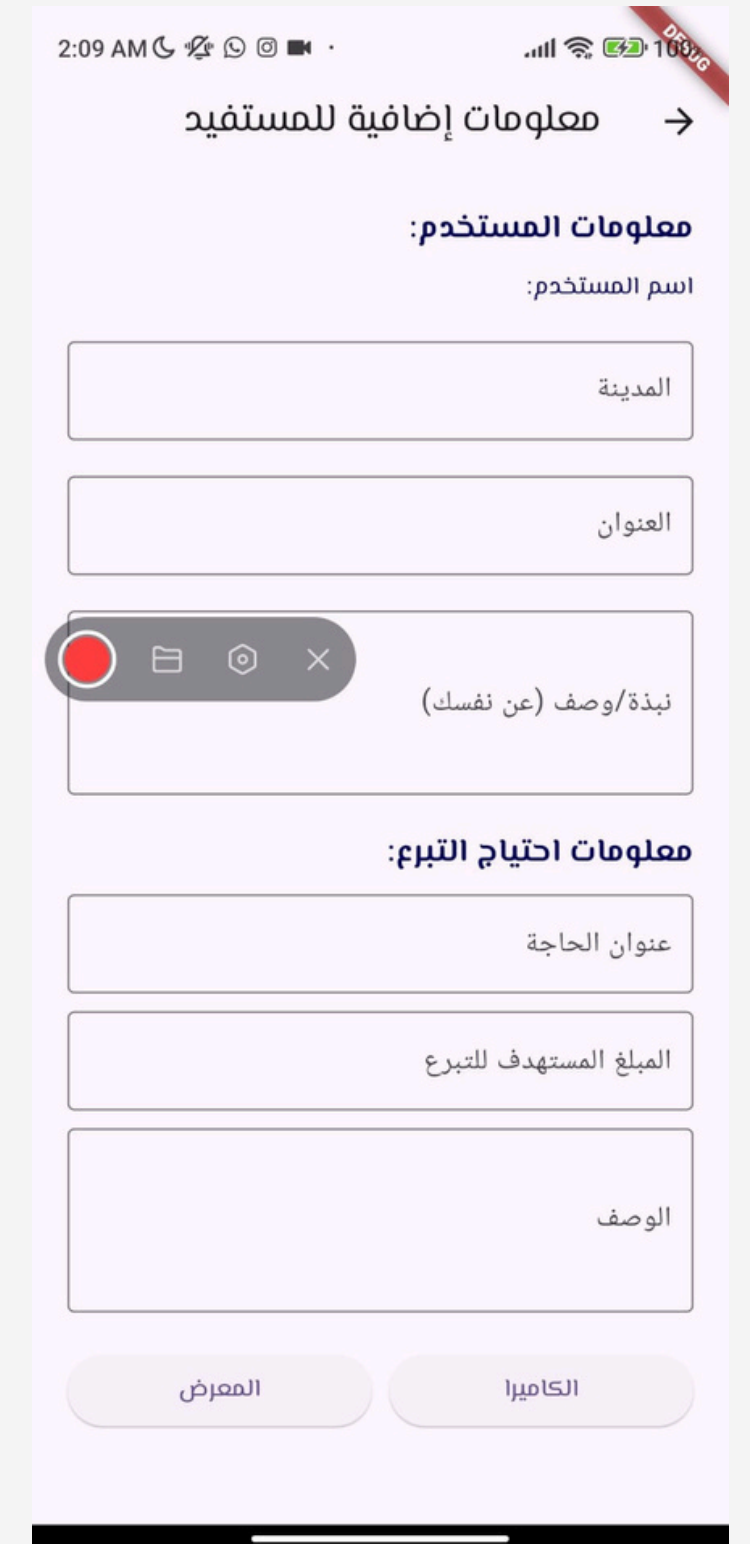 2:09 AM
DEBUG
معلومات إضافية للمستفيد
معلومات المستخدم:
اسم المستخدم:
المدينة
العنوان
نبذة/وصف (عن نفسك)
معلومات احتياج التبرع:
عنوان الحاجة
المبلغ المستهدف للتبرع
الوصف
الكاميرا
المعرض